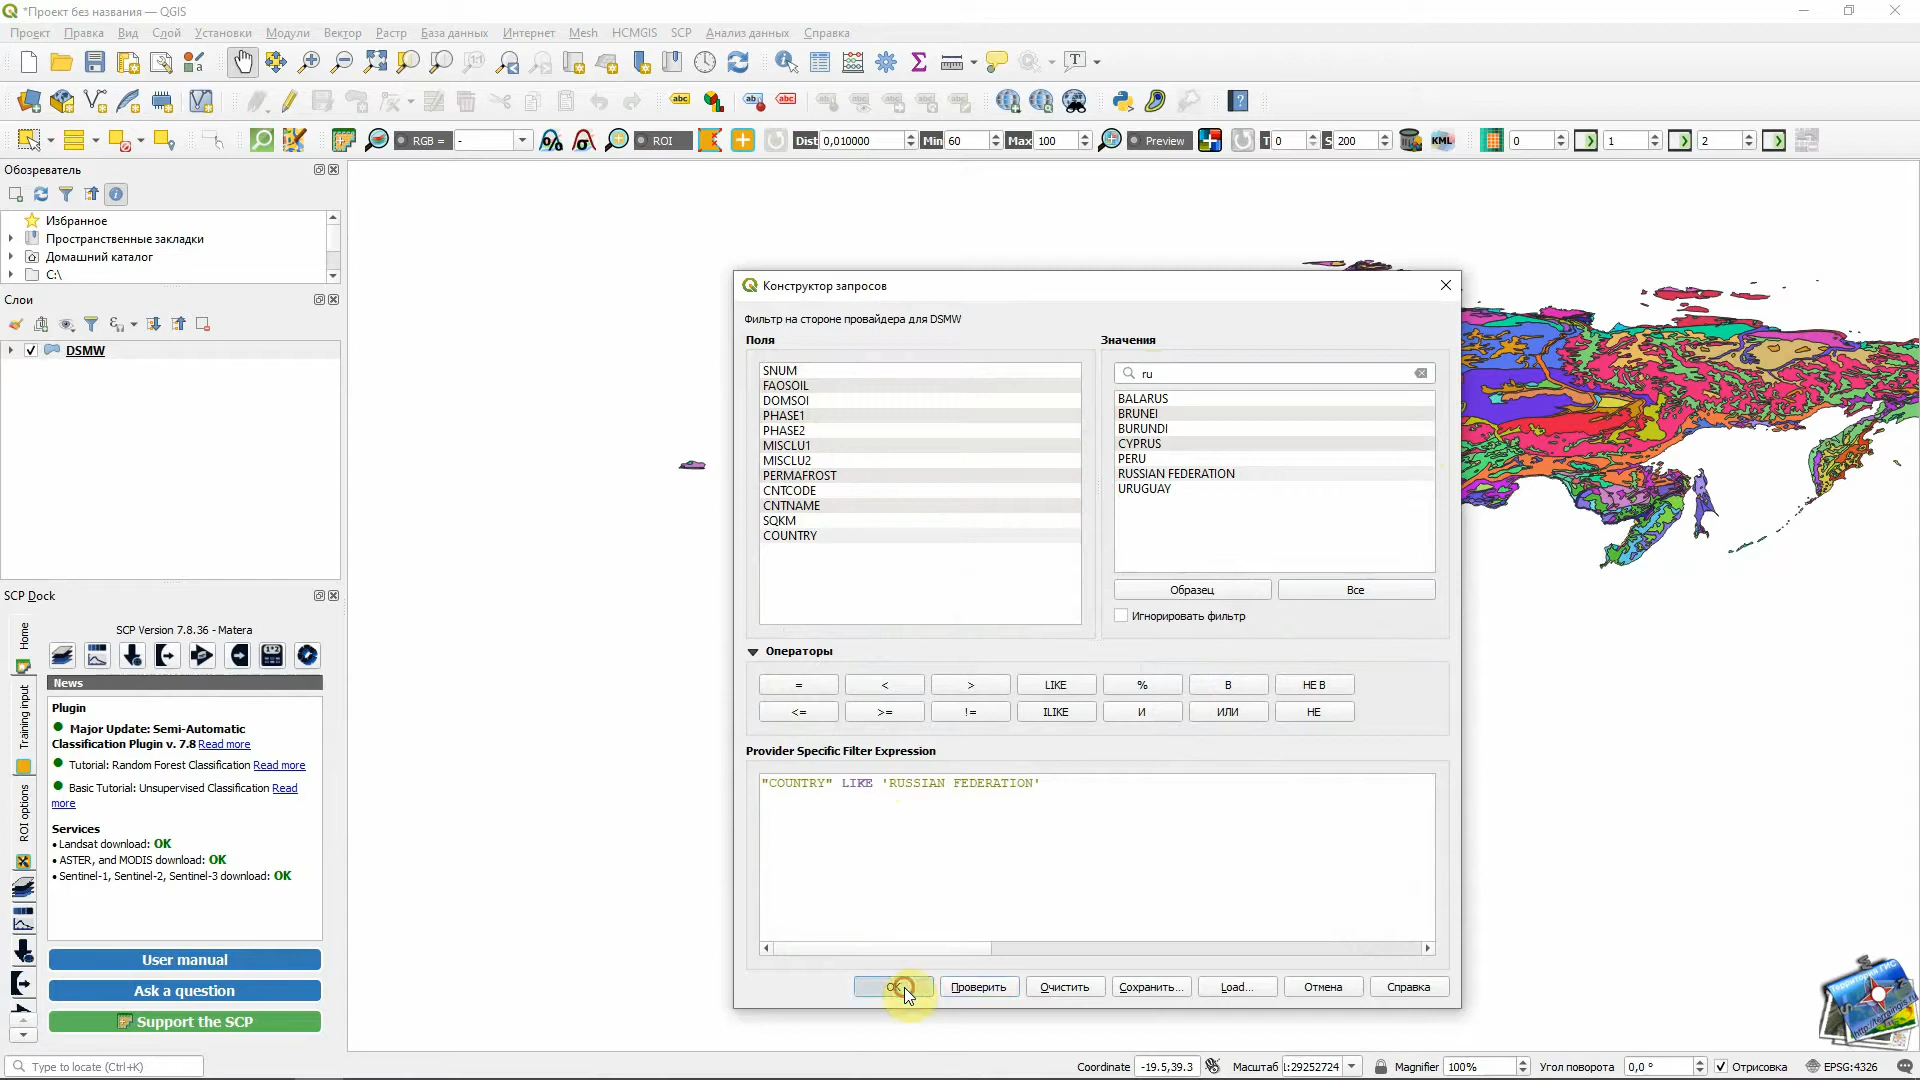 *Проект без названия — QGIS
Проект Правка Вид Слой Установки Модули Вектор Растр База данных Интернет Mesh HCMGIS SCP Анализ данных Справка
RGB = - ROI Dist 0,010000 Min 60 Max 100 Preview T 0 S 200 KML 0 1 2
Обозреватель
Избранное
Пространственные закладки
Домашний каталог
C:\
Слои
DSMW
SCP Dock
Home
Training input
ROI options
SCP Version 7.8.36 - Matera
News
Plugin
Major Update: Semi-Automatic
Classification Plugin v. 7.8 Read more
Tutorial: Random Forest Classification Read more
Basic Tutorial: Unsupervised Classification Read
more
Services
• Landsat download: OK
• ASTER, and MODIS download: OK
• Sentinel-1, Sentinel-2, Sentinel-3 download: OK
User manual
Ask a question
Support the SCP
Конструктор запросов
Фильтр на стороне провайдера для DSMW
Поля
SNUM
FAOSOIL
DOMSOI
PHASE1
PHASE2
MISCLU1
MISCLU2
PERMAFROST
CNTCODE
CNTNAME
SQKM
COUNTRY
Значения
ru
BALARUS
BRUNEI
BURUNDI
CYPRUS
PERU
RUSSIAN FEDERATION
URUGUAY
Образец Все
Игнорировать фильтр
Операторы
= < > LIKE % В НЕ В
<= >= != ILIKE И ИЛИ НЕ
Provider Specific Filter Expression
"COUNTRY" LIKE 'RUSSIAN FEDERATION'
OK Проверить Очистить Сохранить... Load... Отмена Справка
Type to locate (Ctrl+K) Coordinate -19.5,39.3 Масштаб 1:29252724 Magnifier 100% Угол поворота 0,0 ° Отрисовка EPSG:4326